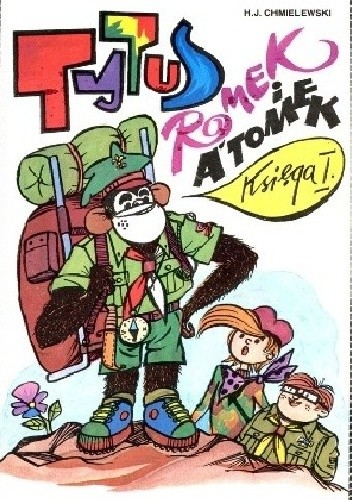 H.J. CHMIELEWSKI
TYTUS
ROMEK
i
A'TOMEK
Księga I.